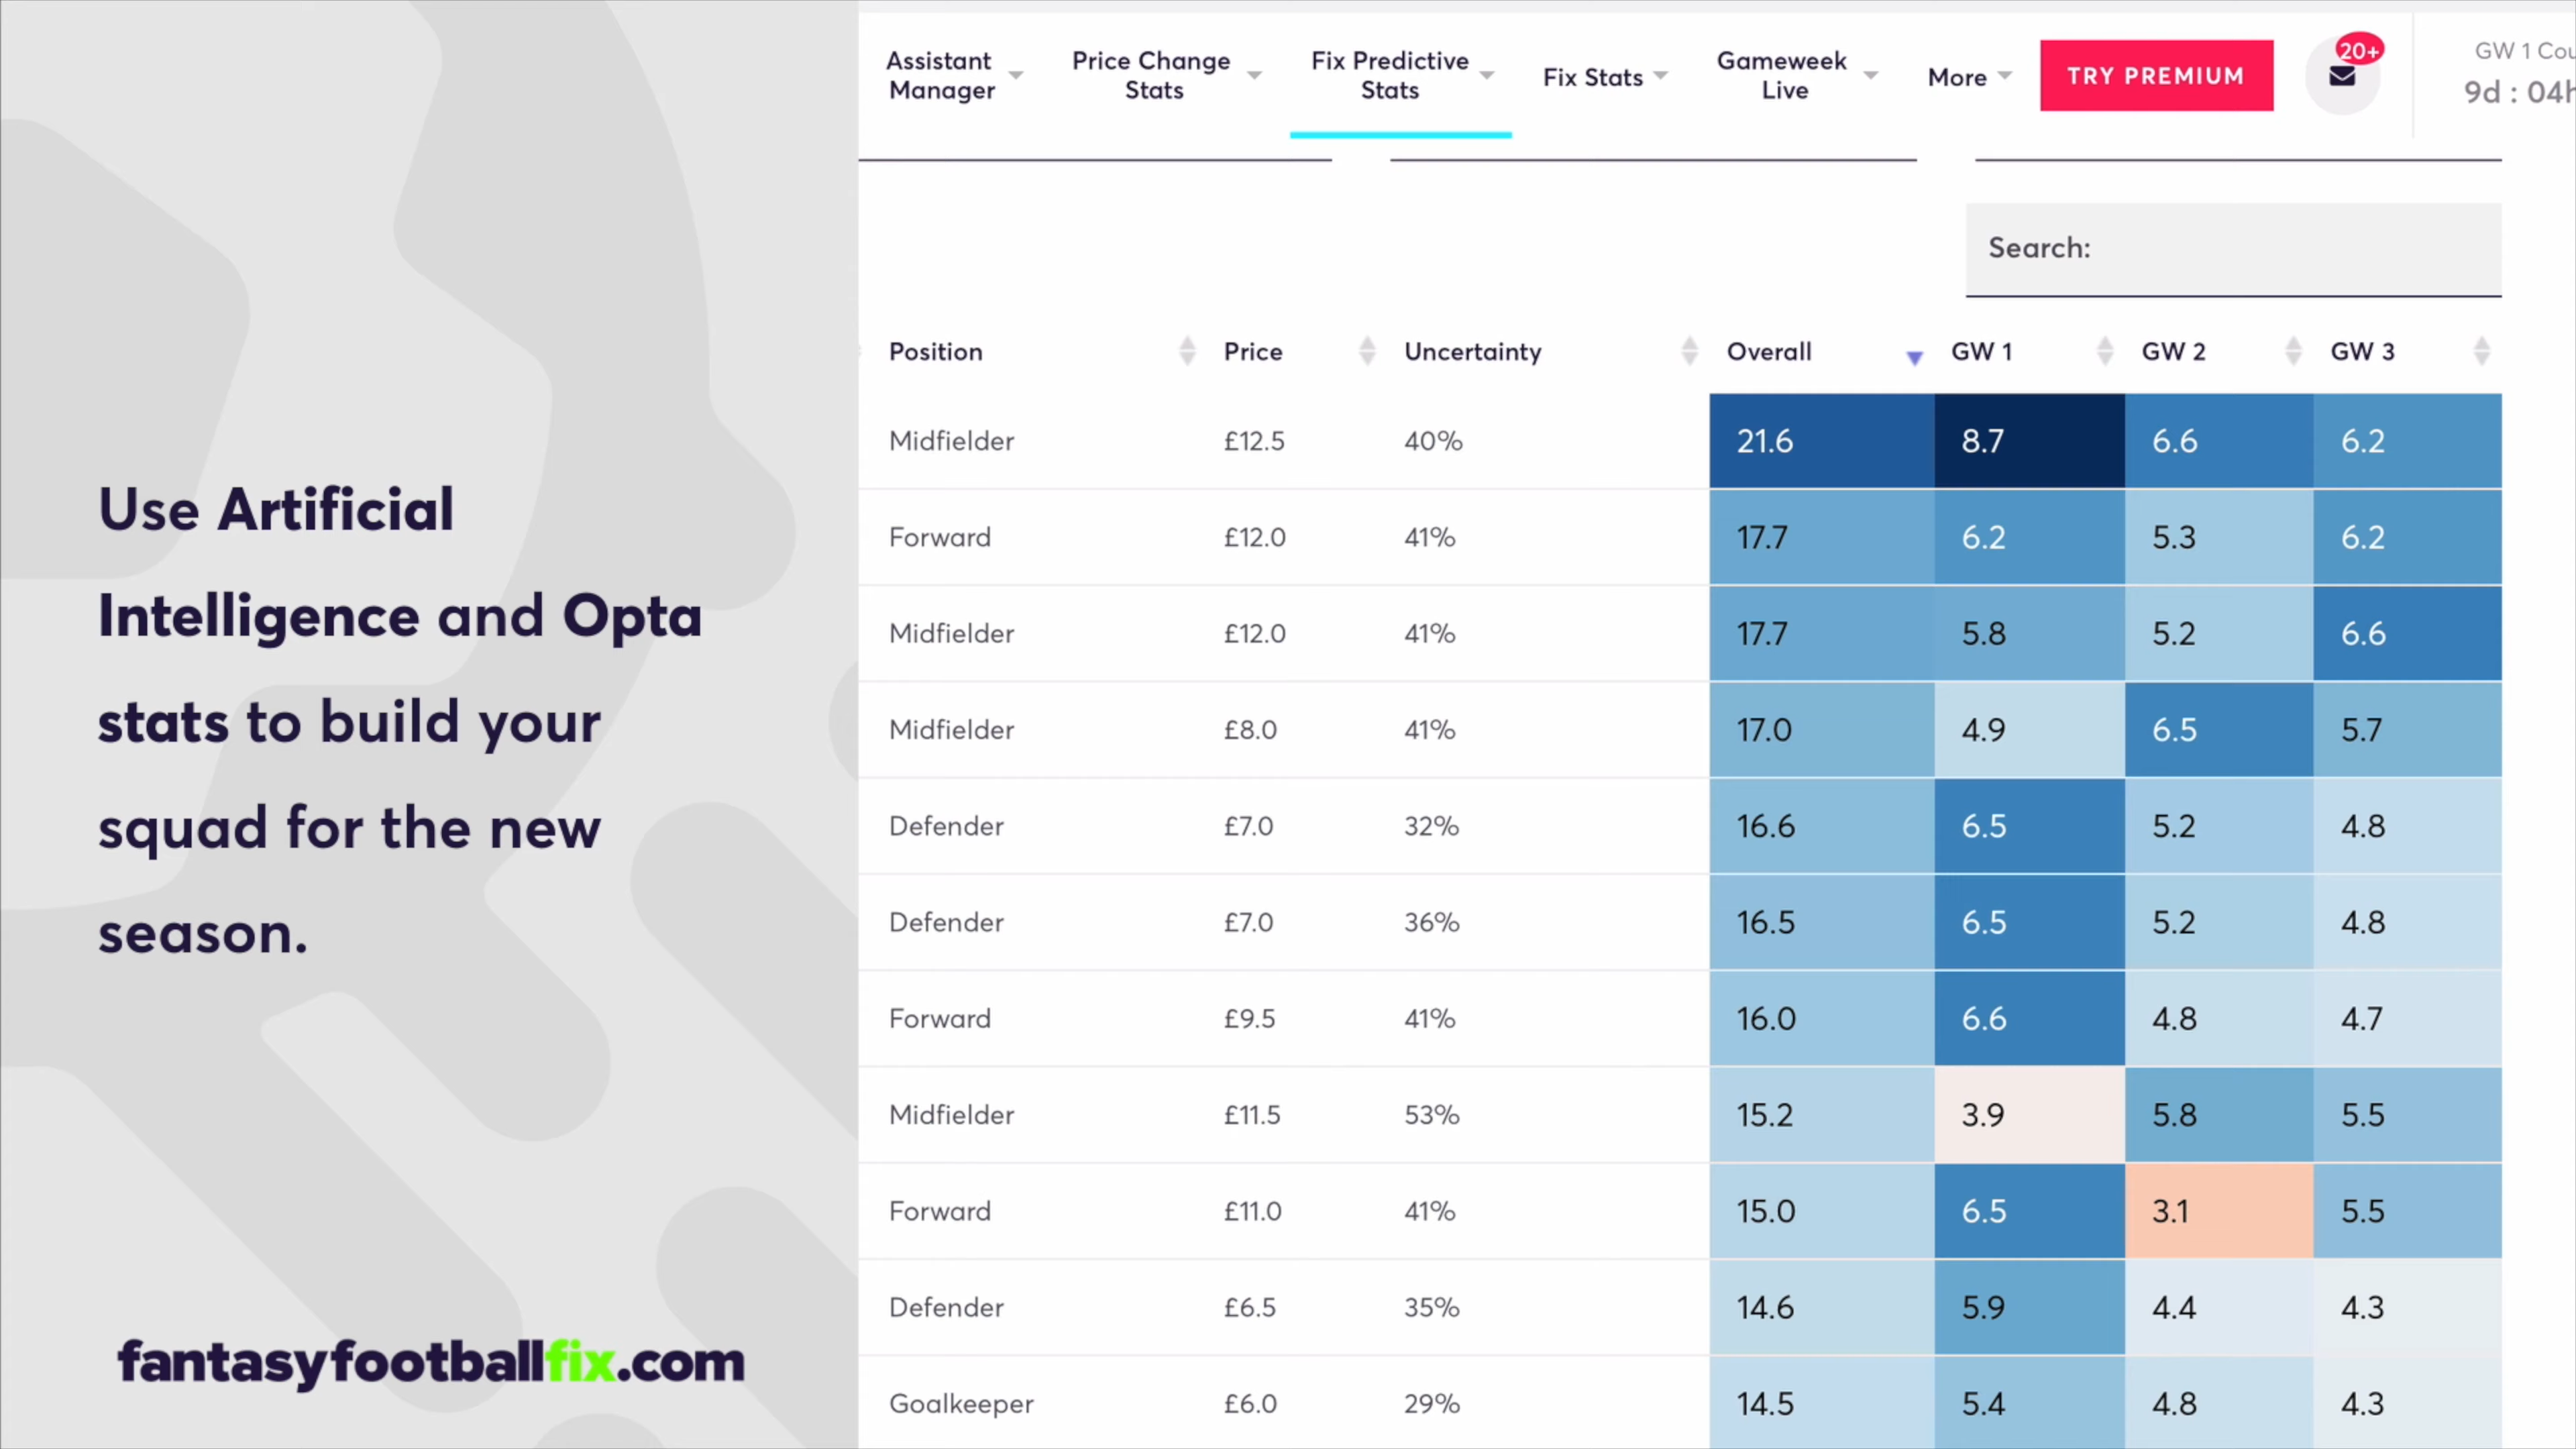 Assistant Manager
Price Change Stats
Fix Predictive Stats
Fix Stats
Gameweek Live
More
TRY PREMIUM
20+
GW 1 Cou
9d : 04h
Search:
Position Price Uncertainty Overall GW 1 GW 2 GW 3
Midfielder £12.5 40% 21.6 8.7 6.6 6.2
Forward £12.0 41% 17.7 6.2 5.3 6.2
Midfielder £12.0 41% 17.7 5.8 5.2 6.6
Midfielder £8.0 41% 17.0 4.9 6.5 5.7
Defender £7.0 32% 16.6 6.5 5.2 4.8
Defender £7.0 36% 16.5 6.5 5.2 4.8
Forward £9.5 41% 16.0 6.6 4.8 4.7
Midfielder £11.5 53% 15.2 3.9 5.8 5.5
Forward £11.0 41% 15.0 6.5 3.1 5.5
Defender £6.5 35% 14.6 5.9 4.4 4.3
Goalkeeper £6.0 29% 14.5 5.4 4.8 4.3
Use Artificial
Intelligence and Opta
stats to build your
squad for the new
season.
fantasyfootballfix.com